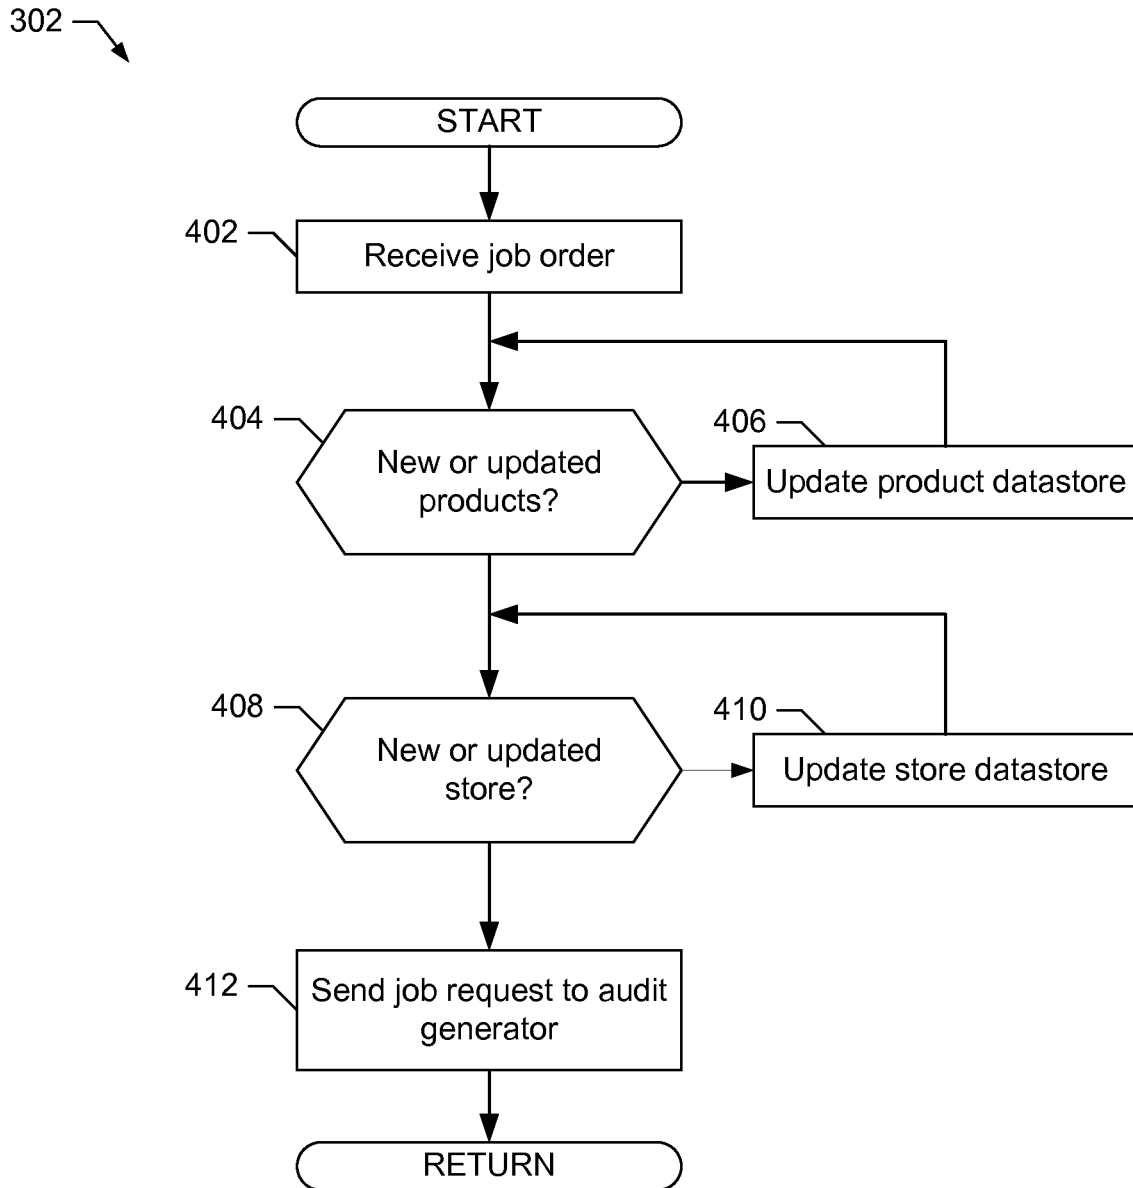 302
START
402
Receive job order
404
New or updated
products?
406
Update product datastore
408
New or updated
store?
410
Update store datastore
412
Send job request to audit
generator
RETURN